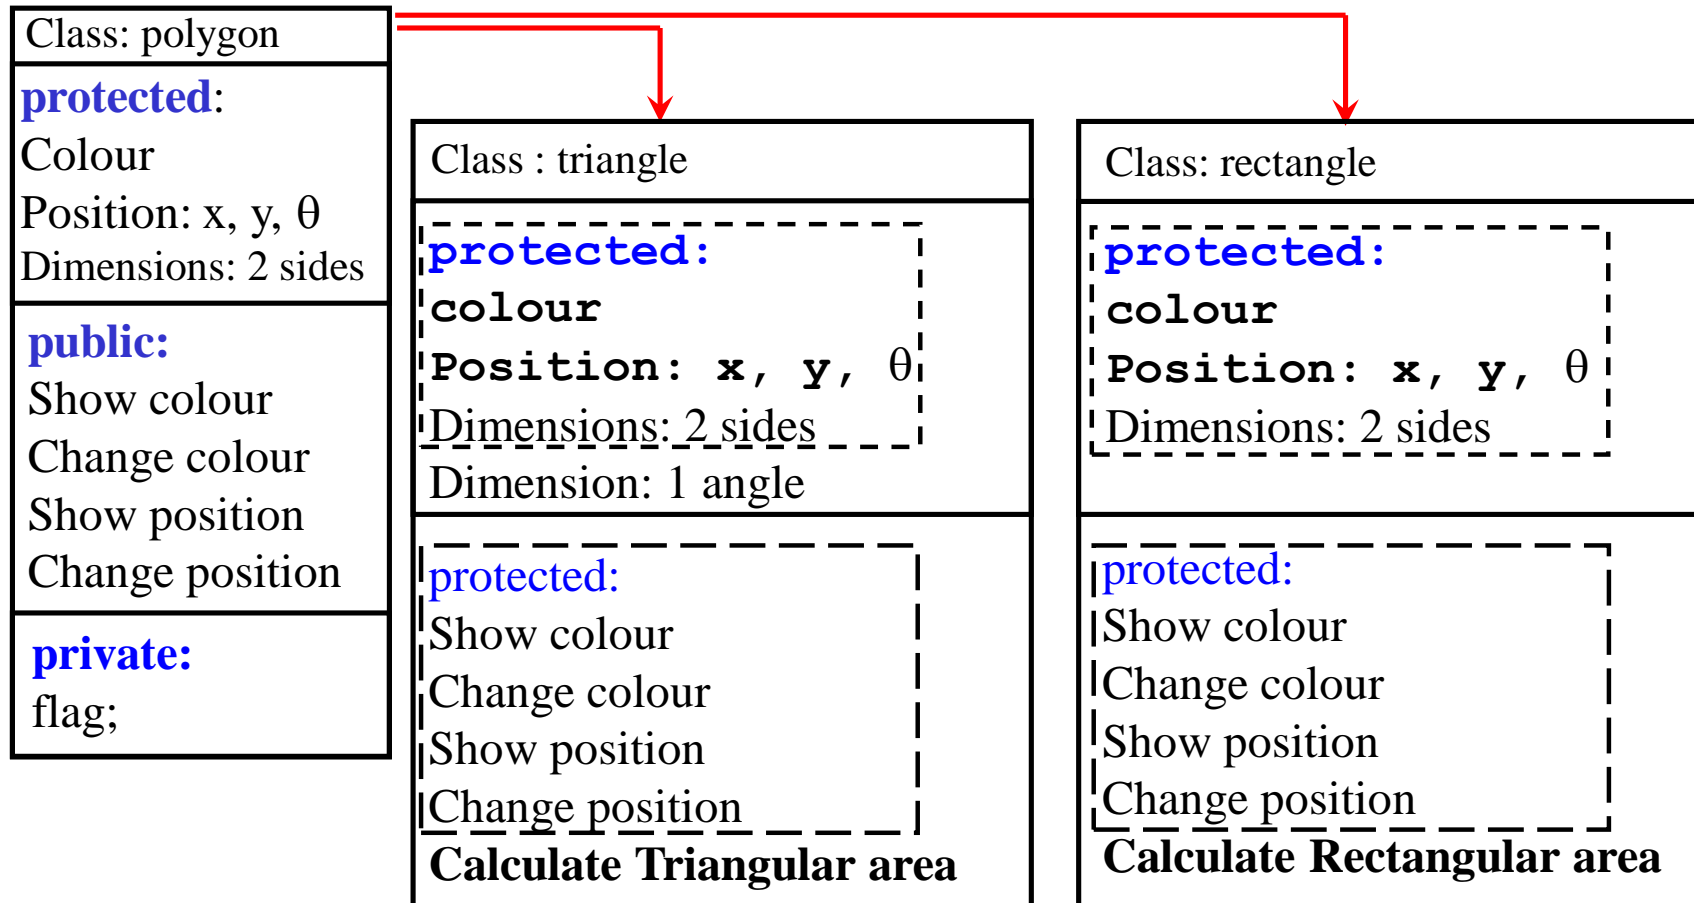 Class: polygon
protected:
Colour
Position: x, y, θ
Dimensions: 2 sides
public:
Show colour
Change colour
Show position
Change position
private:
flag;
Class : triangle
protected:
colour
Position: x, y, θ
Dimensions: 2 sides
Dimension: 1 angle
protected:
Show colour
Change colour
Show position
Change position
Calculate Triangular area
Class: rectangle
protected:
colour
Position: x, y, θ
Dimensions: 2 sides
protected:
Show colour
Change colour
Show position
Change position
Calculate Rectangular area